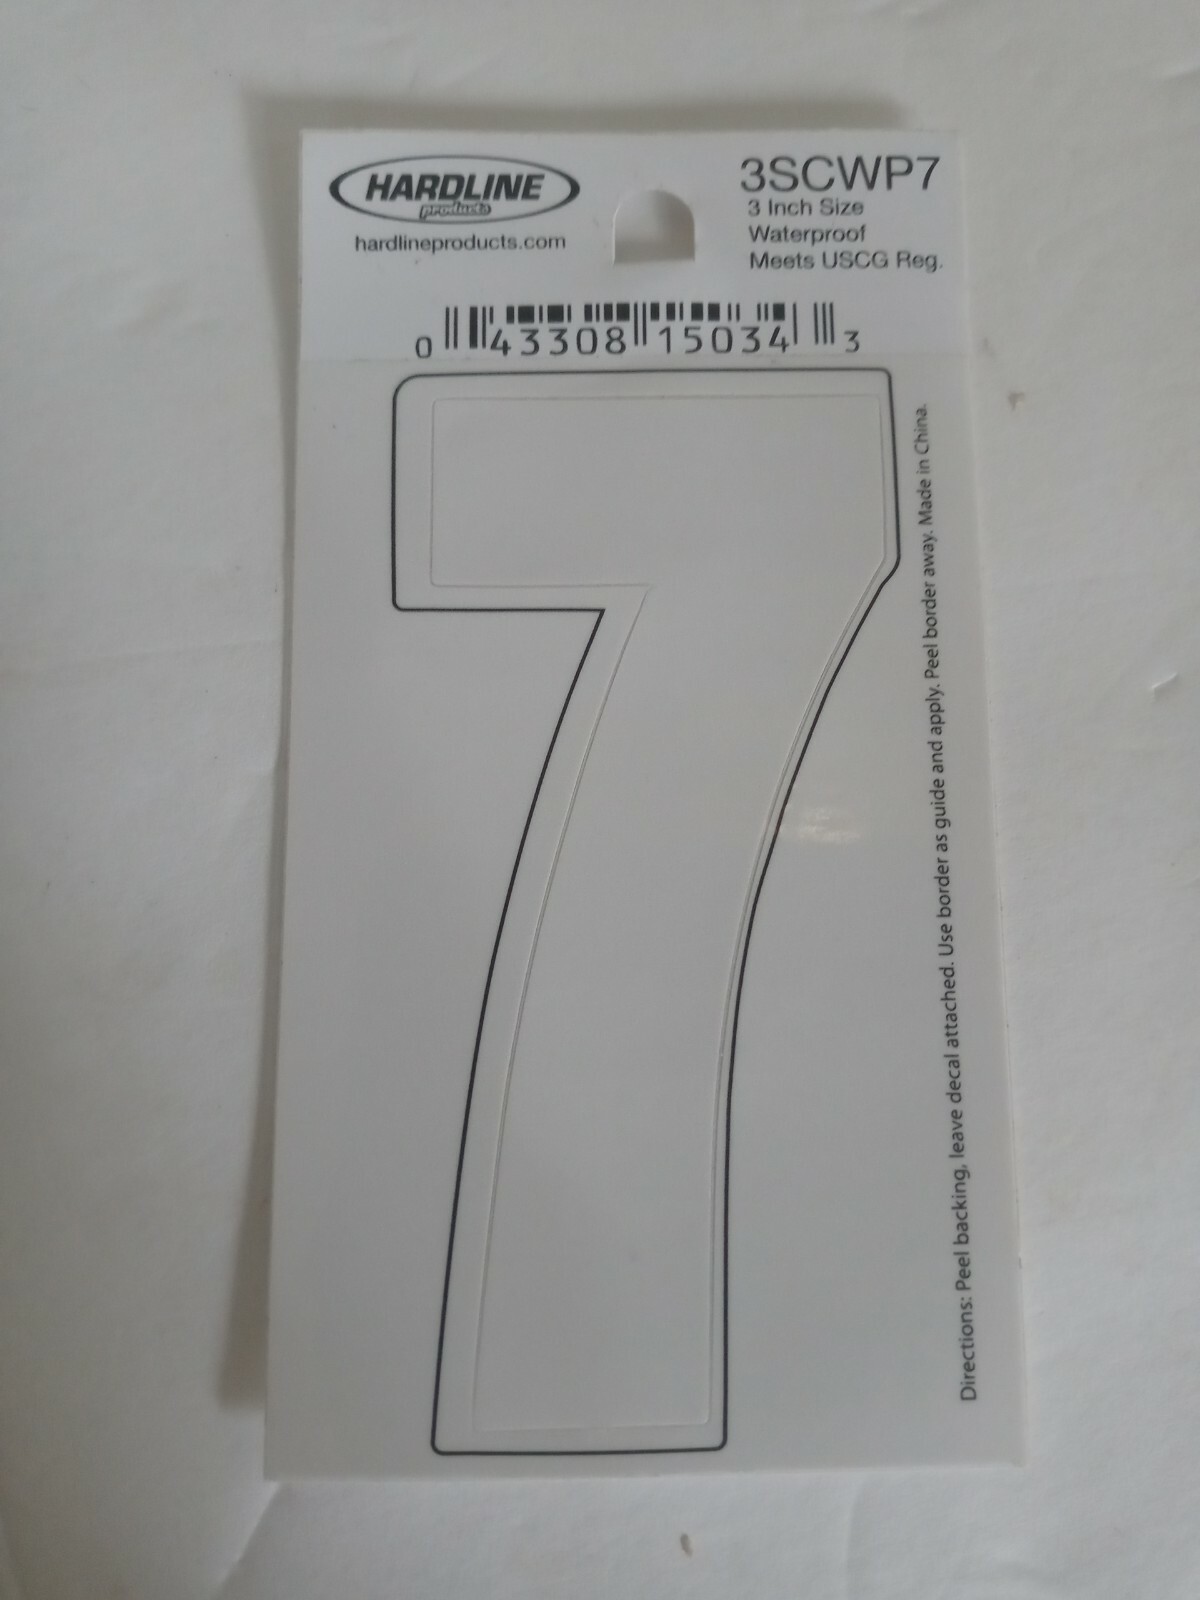 HARDLINE
products
hardlineproducts.com
3SCWP7
3 Inch Size
Waterproof
Meets USCG Reg.
0 43308 15034 3
7
Directions: Peel backing, leave decal attached. Use border as guide and apply. Peel border away. Made in China.